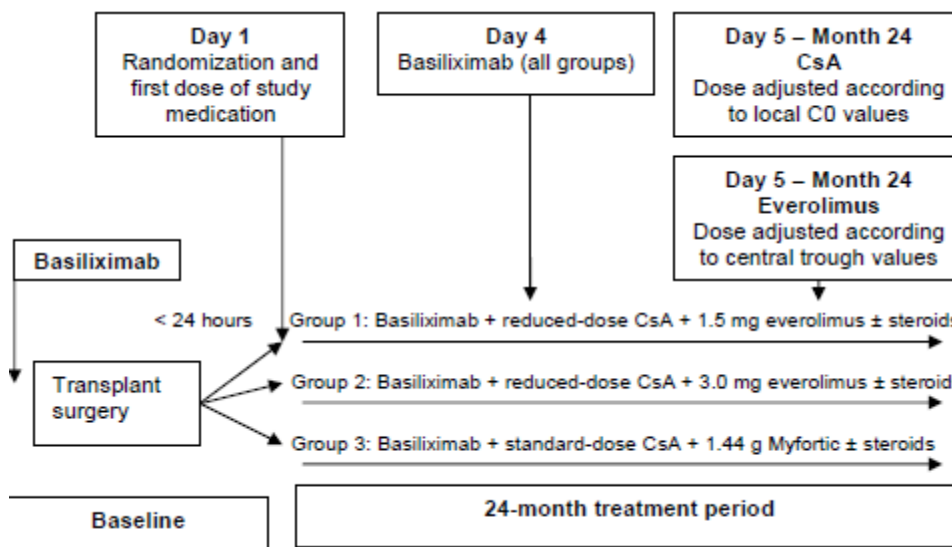 Day 1
Randomization and
first dose of study
medication
Day 4
Basiliximab (all groups)
Day 5 – Month 24
CsA
Dose adjusted according
to local C0 values
Day 5 – Month 24
Everolimus
Dose adjusted according
to central trough values
Basiliximab
< 24 hours
Transplant
surgery
Group 1: Basiliximab + reduced-dose CsA + 1.5 mg everolimus ± steroids
Group 2: Basiliximab + reduced-dose CsA + 3.0 mg everolimus ± steroid
Group 3: Basiliximab + standard-dose CsA + 1.44 g Myfortic ± steroids
Baseline
24-month treatment period